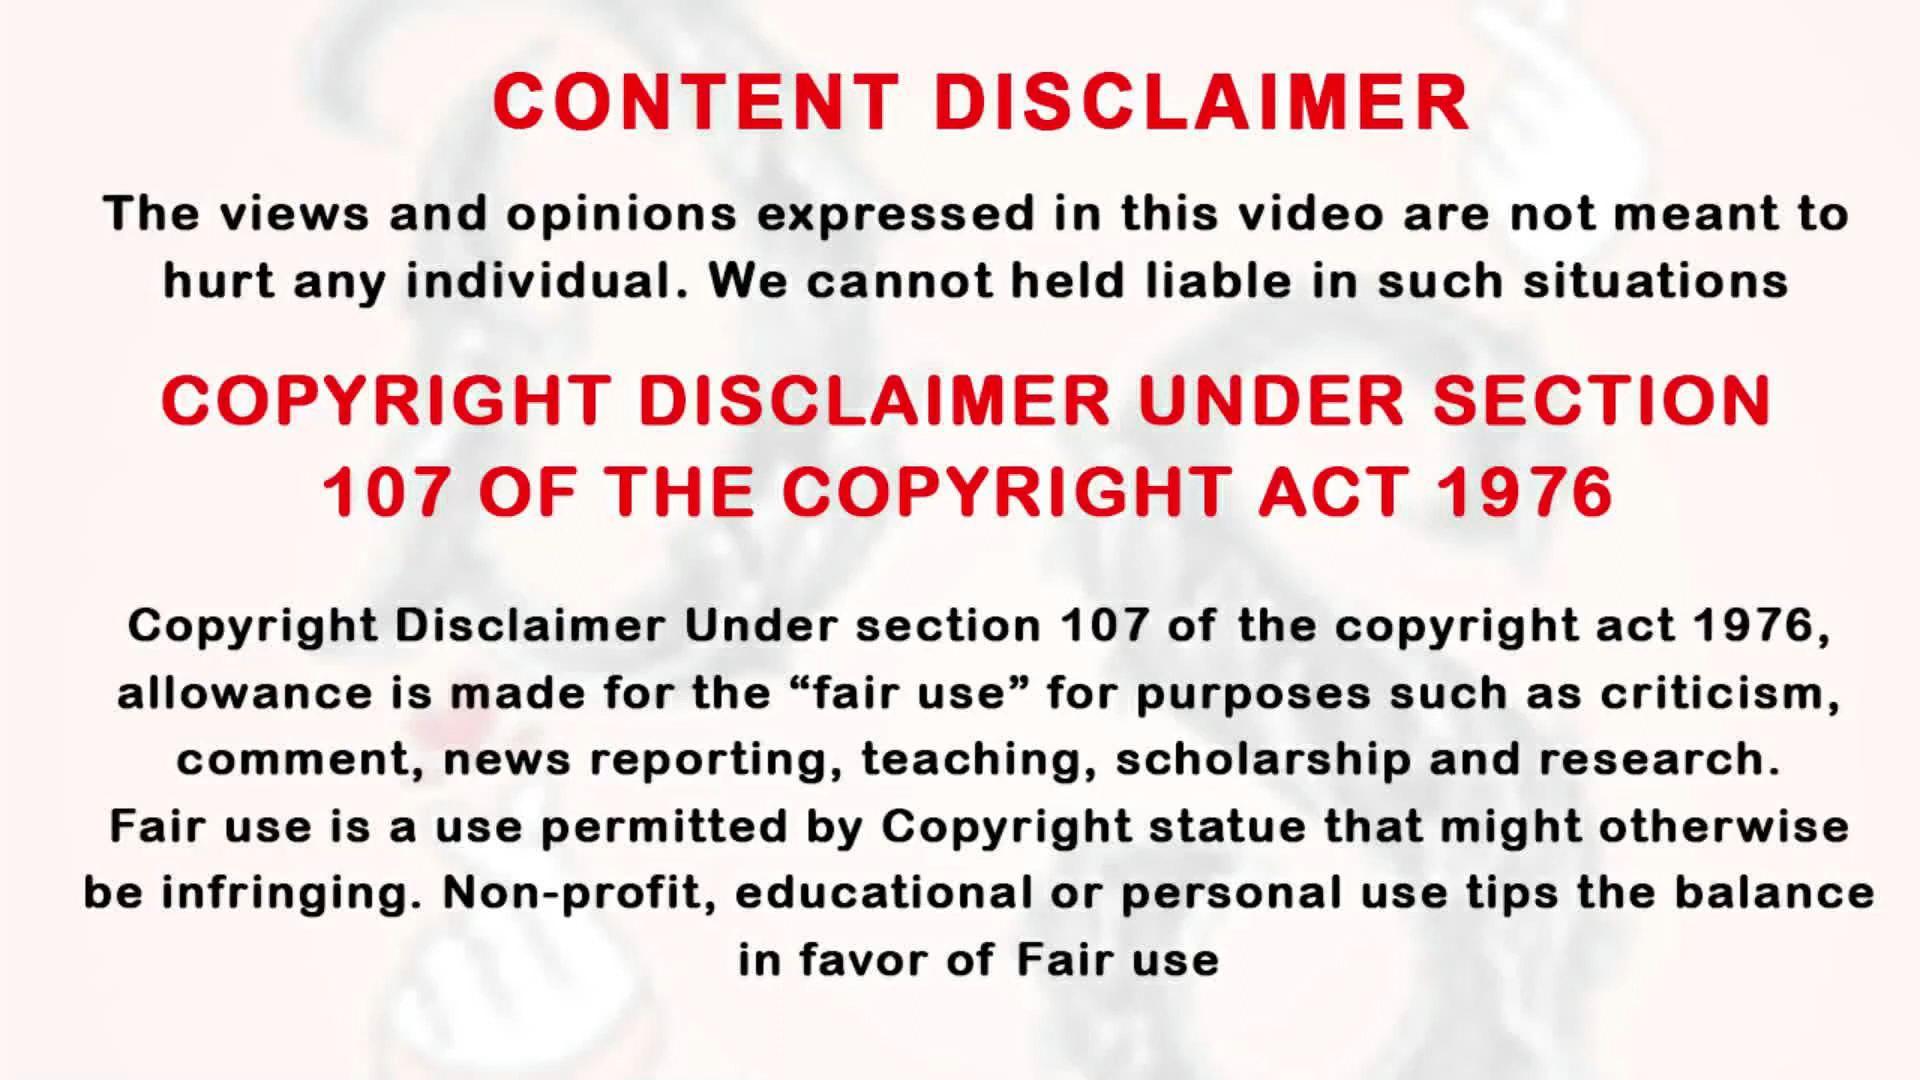 CONTENT DISCLAIMER
The views and opinions expressed in this video are not meant to
hurt any individual. We cannot held liable in such situations
COPYRIGHT DISCLAIMER UNDER SECTION
107 OF THE COPYRIGHT ACT 1976
Copyright Disclaimer Under section 107 of the copyright act 1976,
allowance is made for the “fair use” for purposes such as criticism,
comment, news reporting, teaching, scholarship and research.
Fair use is a use permitted by Copyright statue that might otherwise
be infringing. Non-profit, educational or personal use tips the balance
in favor of Fair use